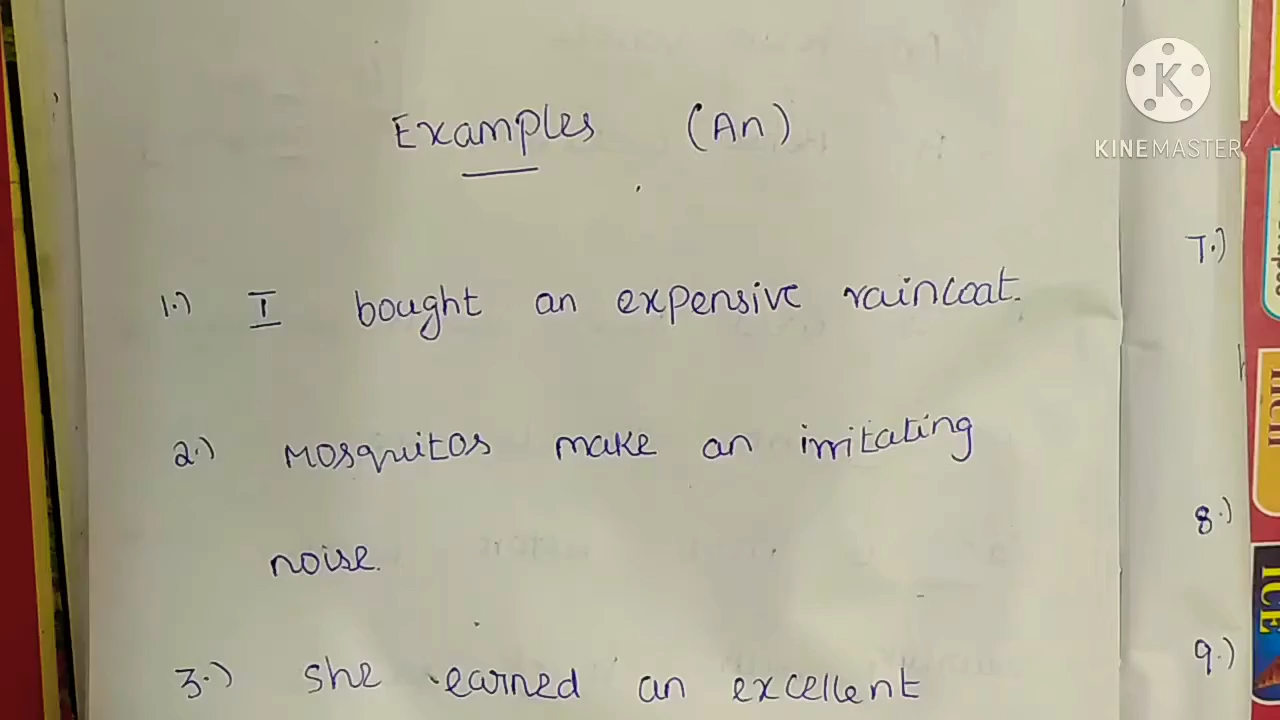 Examples (An)
1.) I bought an expensive raincoat.
2.) Mosquitos make an irritating
noise.
3.) She earned an excellent
7.)
8.)
9.)
K
KINEMASTER
ICE